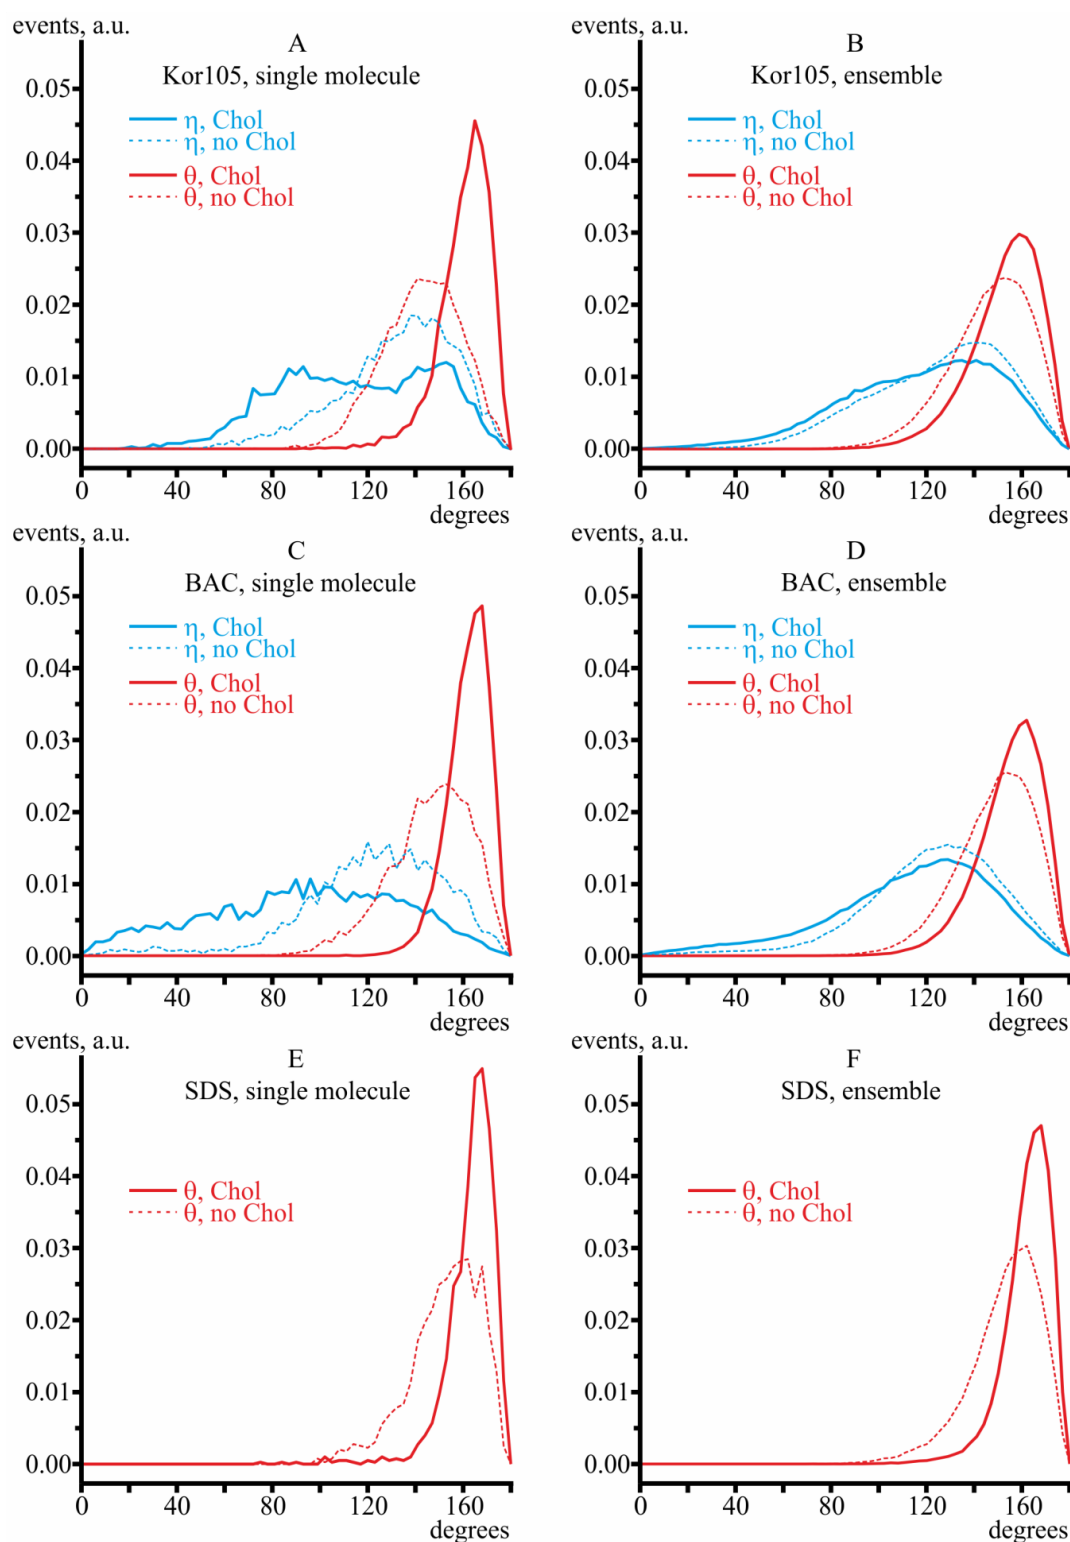 events, a.u.
A
Kor105, single molecule
0.05
η, Chol
η, no Chol
0.04
θ, Chol
θ, no Chol
0.03
0.02
0.01
0.00
0 40 80 120 160
degrees
events, a.u.
B
Kor105, ensemble
0.05
η, Chol
η, no Chol
0.04
θ, Chol
θ, no Chol
0.03
0.02
0.01
0.00
0 40 80 120 160
degrees
events, a.u.
C
BAC, single molecule
0.05
η, Chol
η, no Chol
0.04
θ, Chol
θ, no Chol
0.03
0.02
0.01
0.00
0 40 80 120 160
degrees
events, a.u.
D
BAC, ensemble
0.05
η, Chol
η, no Chol
0.04
θ, Chol
θ, no Chol
0.03
0.02
0.01
0.00
0 40 80 120 160
degrees
events, a.u.
E
SDS, single molecule
0.05
0.04
θ, Chol
θ, no Chol
0.03
0.02
0.01
0.00
0 40 80 120 160
degrees
events, a.u.
F
SDS, ensemble
0.05
0.04
θ, Chol
θ, no Chol
0.03
0.02
0.01
0.00
0 40 80 120 160
degrees